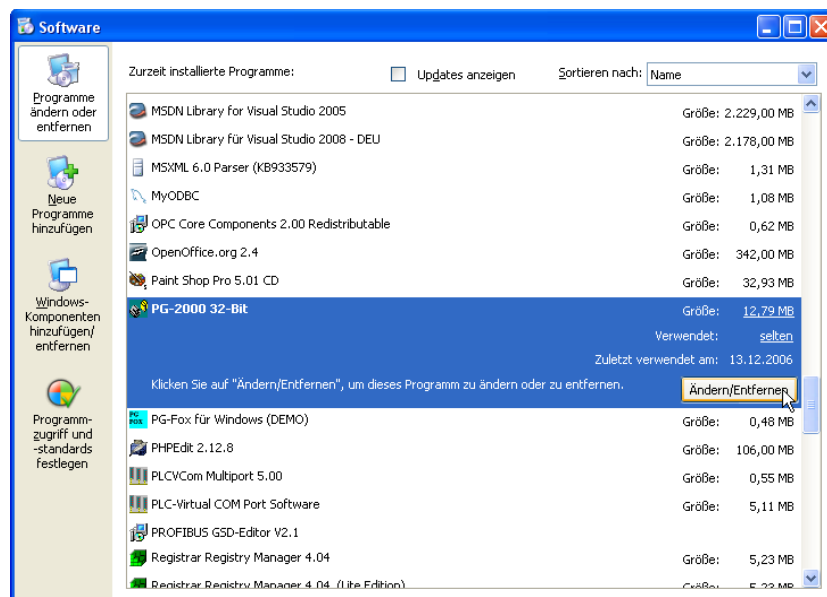 Software
Programme
ändern oder
entfernen
Neue
Programme
hinzufügen
Windows-
Komponenten
hinzufügen/
entfernen
Programm-
zugriff und
-standards
festlegen
Zurzeit installierte Programme: Updates anzeigen Sortieren nach: Name
MSDN Library for Visual Studio 2005 Größe: 2.229,00 MB
MSDN Library für Visual Studio 2008 - DEU Größe: 2.178,00 MB
MSXML 6.0 Parser (KB933579) Größe: 1,31 MB
MyODBC Größe: 1,08 MB
OPC Core Components 2.00 Redistributable Größe: 0,62 MB
OpenOffice.org 2.4 Größe: 342,00 MB
Paint Shop Pro 5.01 CD Größe: 32,93 MB
PG-2000 32-Bit Größe: 12,79 MB
Verwendet: selten
Zuletzt verwendet am: 13.12.2006
Klicken Sie auf "Ändern/Entfernen", um dieses Programm zu ändern oder zu entfernen. Ändern/Entfernen
PG FOX PG-Fox für Windows (DEMO) Größe: 0,48 MB
PHPEdit 2.12.8 Größe: 106,00 MB
PLCVCom Multiport 5.00 Größe: 0,55 MB
PLC-Virtual COM Port Software Größe: 5,11 MB
PROFIBUS GSD-Editor V2.1
Registrar Registry Manager 4.04 Größe: 5,23 MB
Registrar Registry Manager 4.04 (Lite Edition) Größe: 5,23 MB